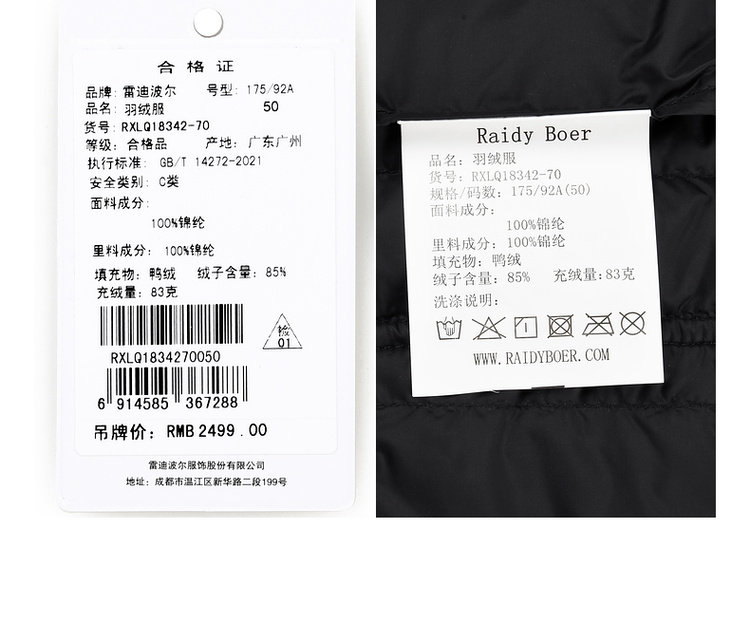 合格证
品牌: 雷迪波尔 号型: 175/92A
品名: 羽绒服 50
货号: RXLQ18342-70
等级: 合格品 产地: 广东广州
执行标准: GB/T 14272-2021
安全类别: C类
面料成分:
100%锦纶
里料成分: 100%锦纶
填充物: 鸭绒 绒子含量: 85%
充绒量: 83克
检
01
RXLQ1834270050
6 914585 367288
吊牌价: RMB 2499.00
雷迪波尔服饰股份有限公司
地址: 成都市温江区新华路二段199号
Raidy Boer
品名: 羽绒服
货号: RXLQ18342-70
规格/码数: 175/92A(50)
面料成分:
100%锦纶
里料成分: 100%锦纶
填充物: 鸭绒
绒子含量: 85% 充绒量:83克
洗涤说明:
WWW.RAIDYBOER.COM